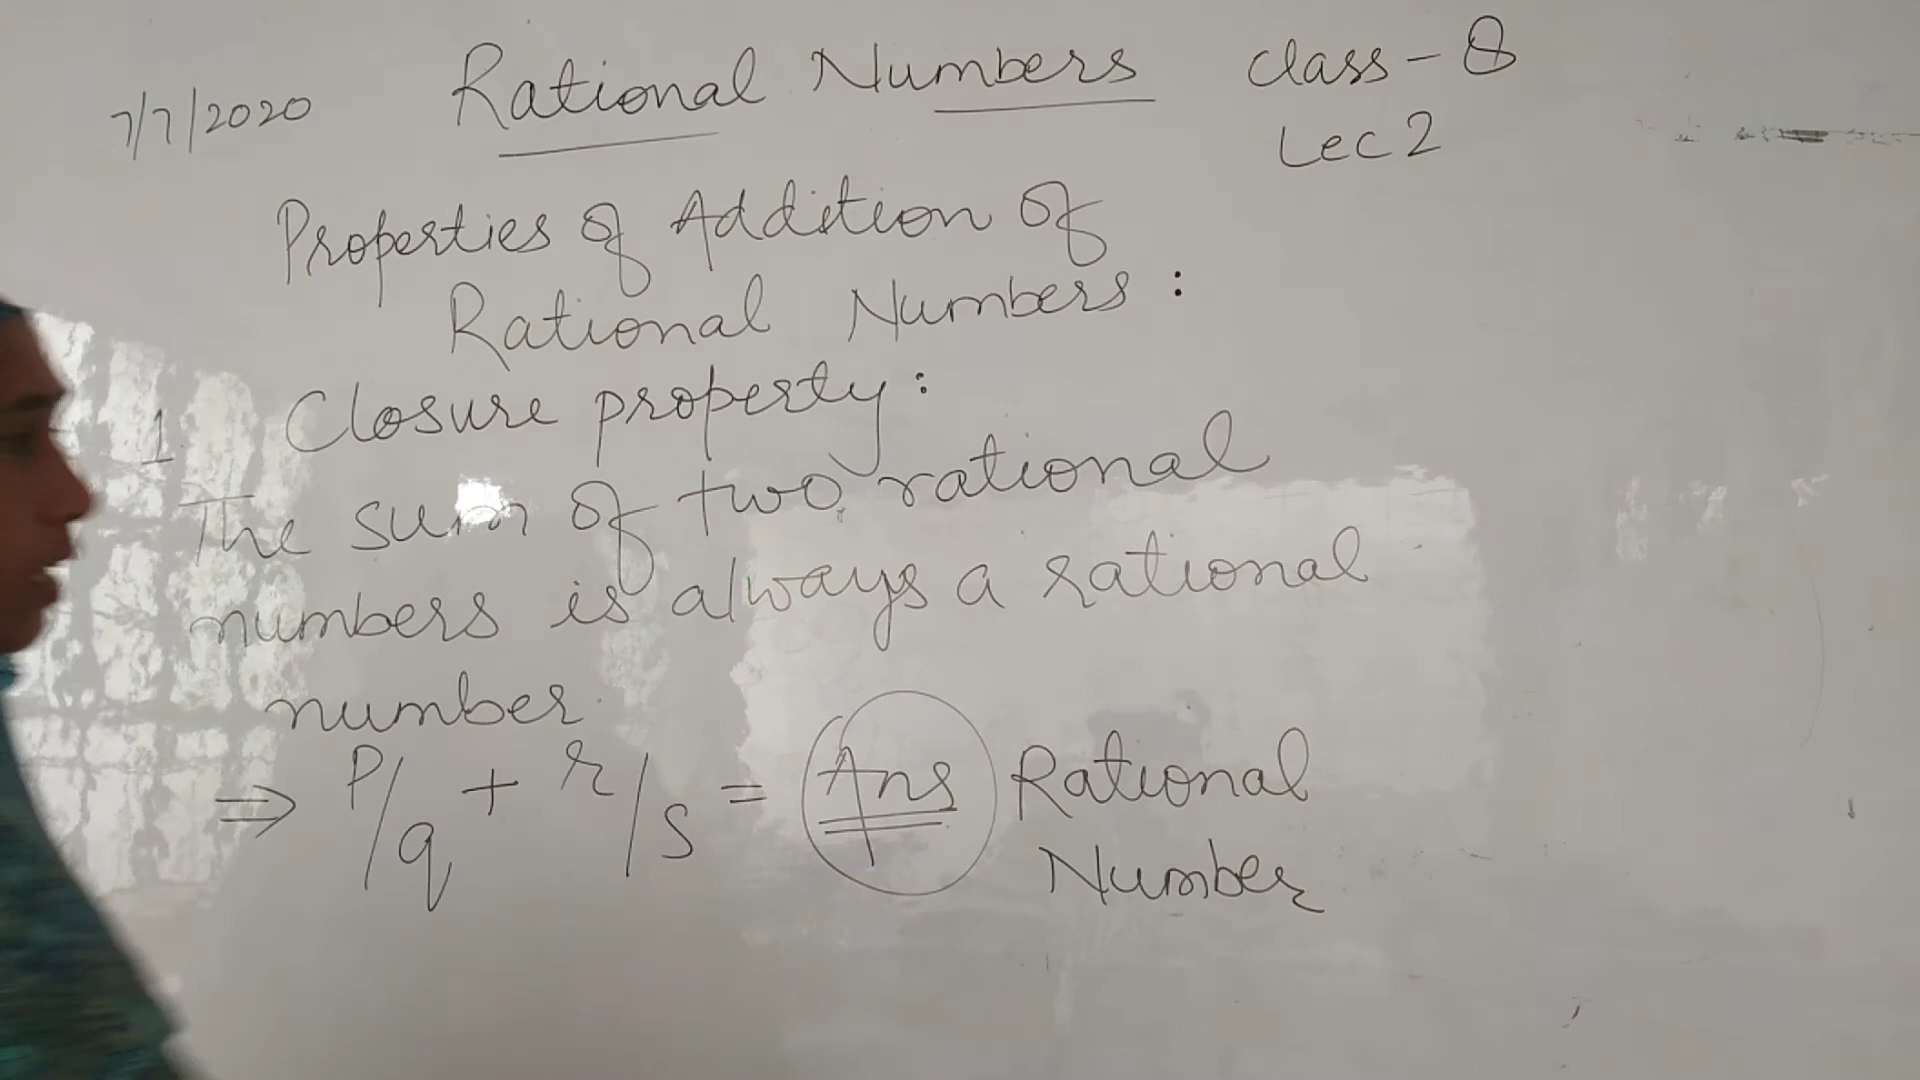 7/7/2020 Rational Numbers class-8
Lec 2
Properties of Addition of
Rational Numbers:
1. Closure property:
The sum of two rational
numbers is always a rational
number.
⇒ P/q + r/s = Ans Rational
Number